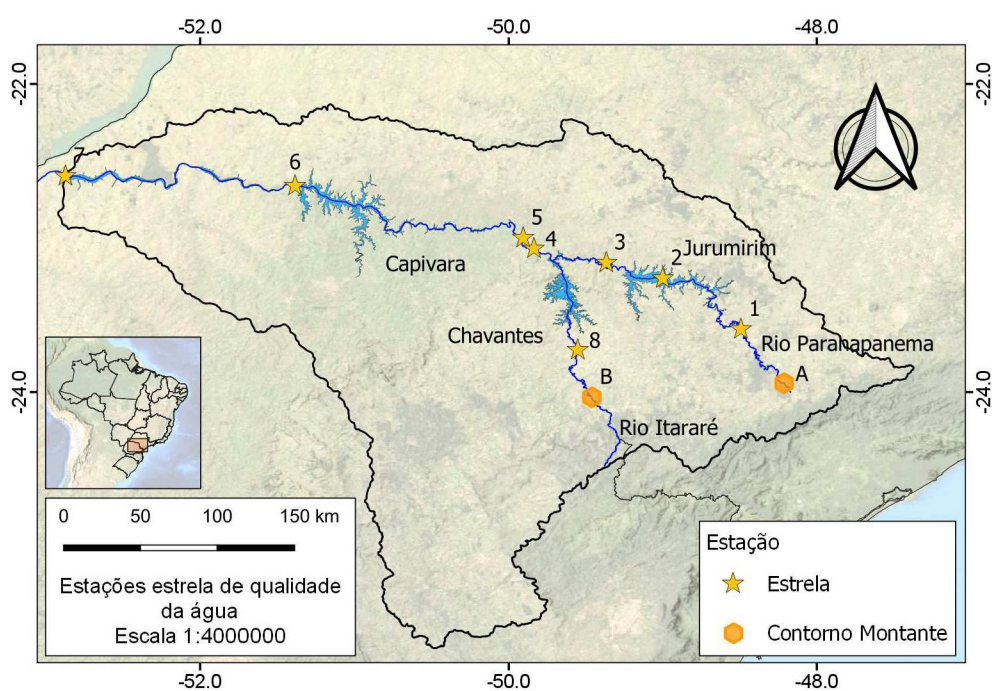 -52.0
-50.0
-48.0
-22.0
-22.0
7
6
5
4
3
2
Jurumirim
Capivara
1
Chavantes
8
Rio Paranapanema
A
-24.0
-24.0
B
Rio Itararé
0 50 100 150 km
Estações estrela de qualidade
da água
Escala 1:4000000
Estação
Estrela
Contorno Montante
-52.0
-50.0
-48.0